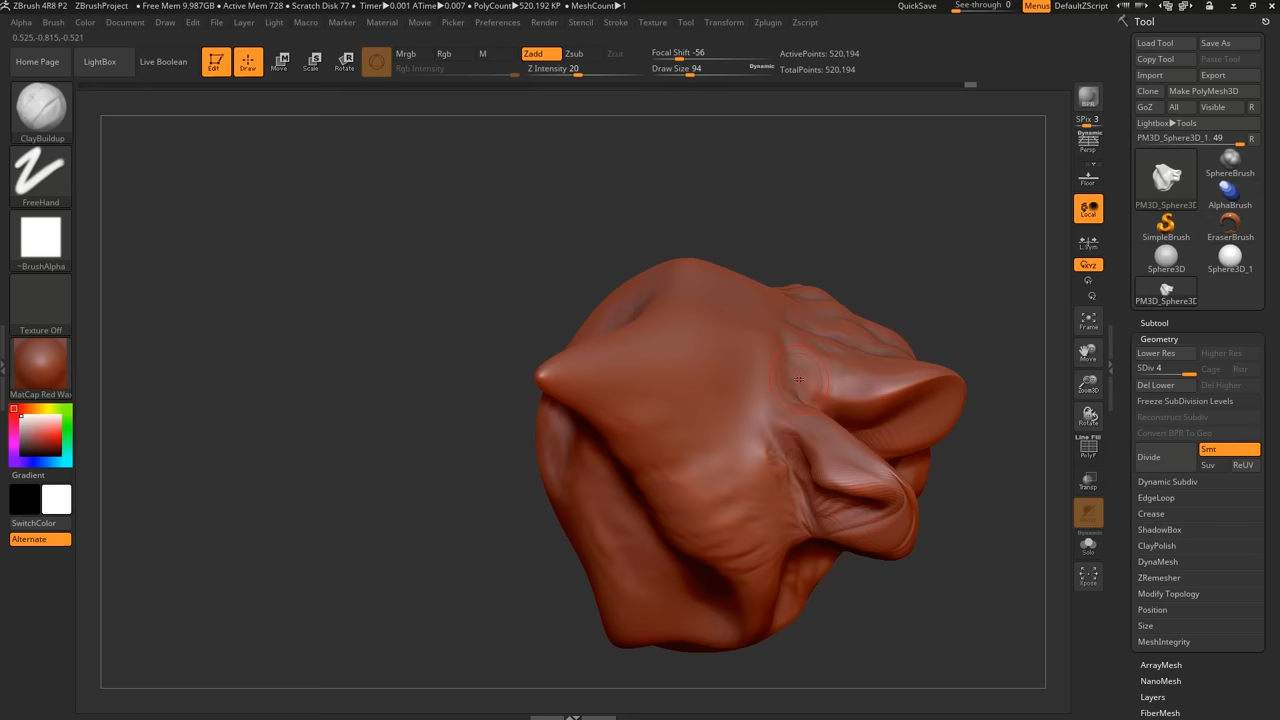 ZBrush 4R8 P2 ZBrushProject • Free Mem 9.987GB • Active Mem 728 • Scratch Disk 77 • Timer▶0.001 ATime▶0.007 • PolyCount▶520.192 KP • MeshCount▶1 QuickSave See-through 0 Menus DefaultZScript
Alpha Brush Color Document Draw Edit File Layer Light Macro Marker Material Movie Picker Preferences Render Stencil Stroke Texture Tool Transform Zplugin Zscript
0.525,-0.815,-0.521
Home Page LightBox Live Boolean Edit Draw Move Scale Rotate
Mrgb Rgb M Zadd Zsub Zcut
Rgb Intensity Z Intensity 20
Focal Shift -56
Draw Size 94 Dynamic
ActivePoints: 520,194
TotalPoints: 520,194
ClayBuildup
FreeHand
~BrushAlpha
Texture Off
MatCap Red Wax
Gradient
SwitchColor
Alternate
BPR
SPix 3
Dynamic
Persp
Floor
Local
L.Sym
XYZ
Frame
Move
Zoom3D
Rotate
Line Fill
PolyF
Transp
Dynamic
Solo
Xpose
Tool
Load Tool Save As
Copy Tool Paste Tool
Import Export
Clone Make PolyMesh3D
GoZ All Visible R
Lightbox▶Tools
PM3D_Sphere3D_1. 49 R
SphereBrush
PM3D_Sphere3D AlphaBrush
SimpleBrush EraserBrush
Sphere3D Sphere3D_1
PM3D_Sphere3D
Subtool
Geometry
Lower Res Higher Res
SDiv 4 Cage Rstr
Del Lower Del Higher
Freeze SubDivision Levels
Reconstruct Subdiv
Convert BPR To Geo
Divide Smt
Suv ReUV
Dynamic Subdiv
EdgeLoop
Crease
ShadowBox
ClayPolish
DynaMesh
ZRemesher
Modify Topology
Position
Size
MeshIntegrity
ArrayMesh
NanoMesh
Layers
FiberMesh